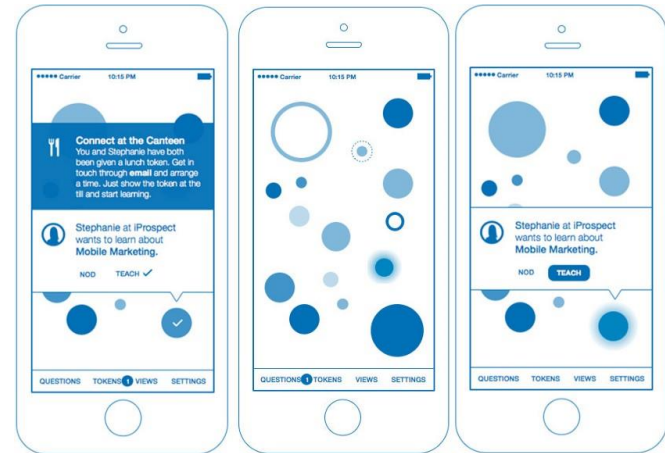 Carrier 10:15 PM
Connect at the Canteen
You and Stephanie have both
been given a lunch token. Get in
touch through email and arrange
a time. Just show the token at the
till and start learning.
Stephanie at iProspect
wants to learn about
Mobile Marketing.
NOD TEACH
QUESTIONS TOKENS 1 VIEWS SETTINGS
Carrier 10:15 PM
QUESTIONS 1 TOKENS VIEWS SETTINGS
Carrier 10:15 PM
Stephanie at iProspect
wants to learn about
Mobile Marketing.
NOD TEACH
QUESTIONS TOKENS VIEWS SETTINGS